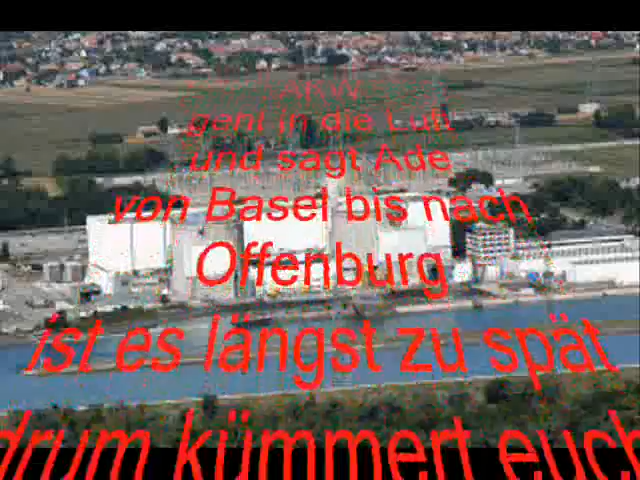 AKW
geht in die Luft
und sagt Ade
von Basel bis nach
Offenburg
ist es längst zu spät
drum kümmert euch